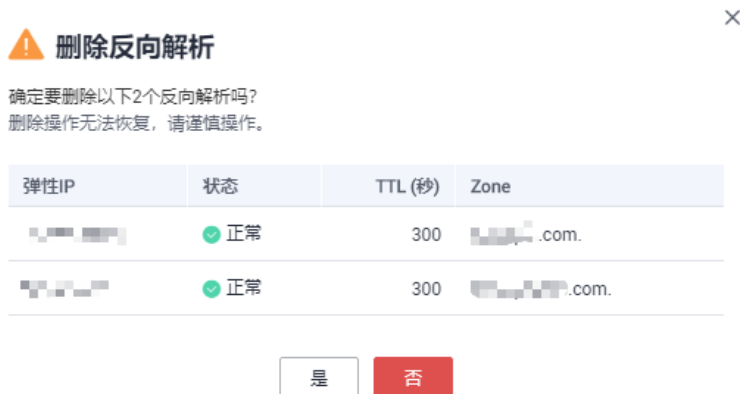 删除反向解析
确定要删除以下2个反向解析吗?
删除操作无法恢复，请谨慎操作。
弹性IP 状态 TTL (秒) Zone
正常 300 .com.
正常 300 .com.
是 否